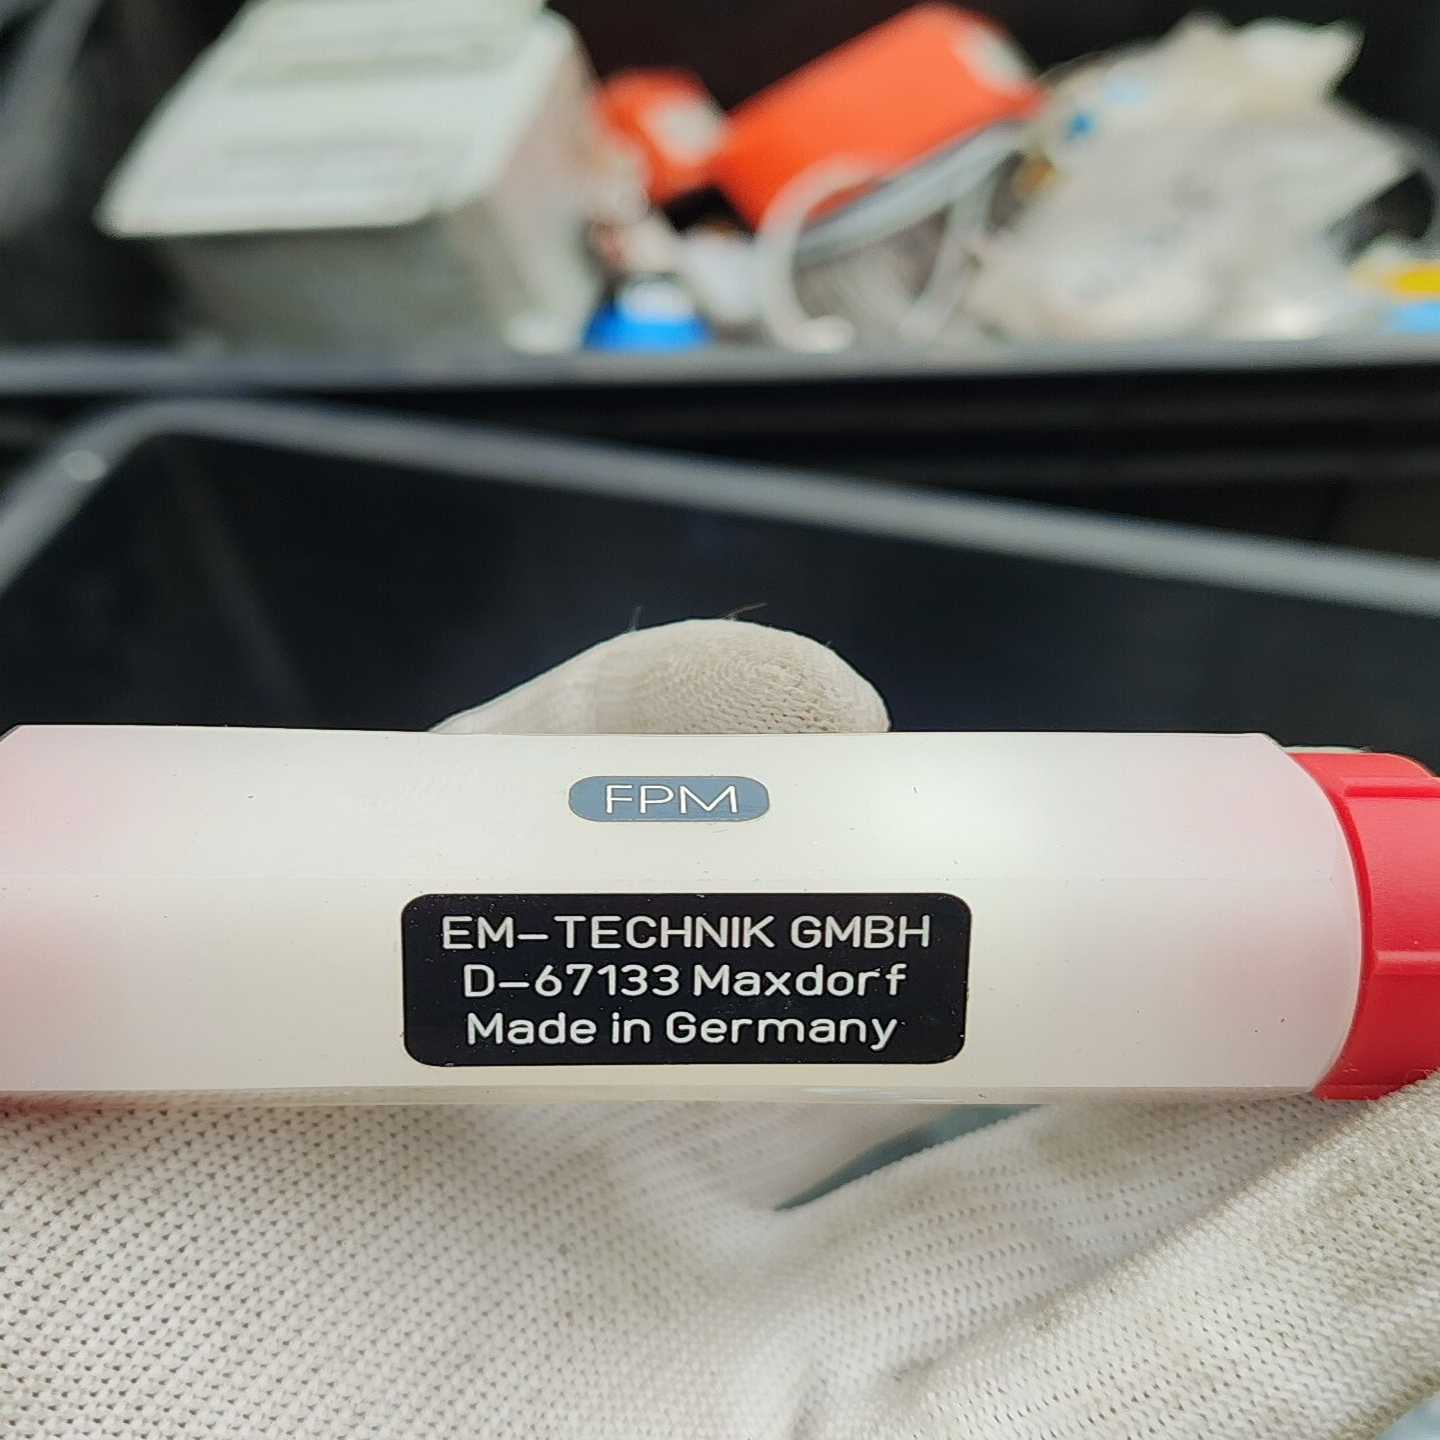 FPM
EM-TECHNIK GMBH
D-67133 Maxdorf
Made in Germany